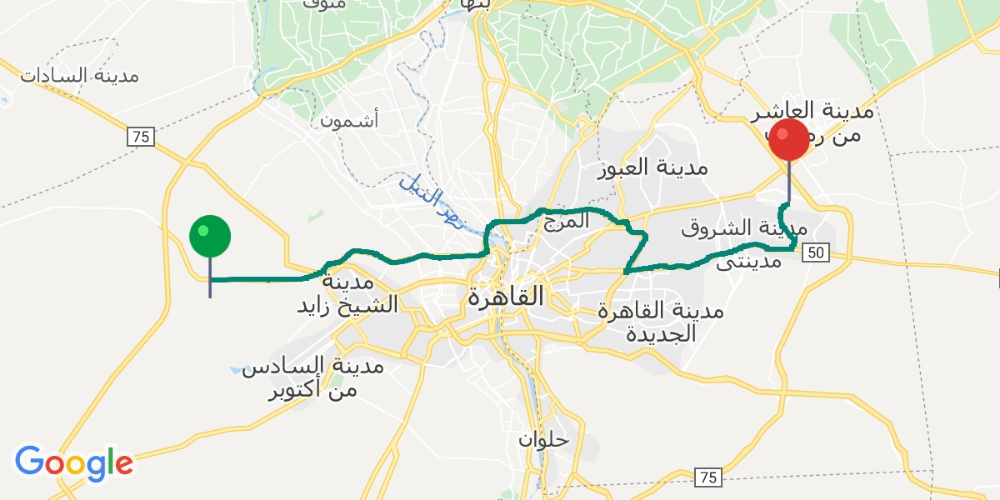 منوف
بنها
مدينة السادات
أشمون
75
مدينة العاشر
من
مدينة العبور
نهر النيل
المرج
مدينة الشروق
مدينتى
50
مدينة
الشيخ زايد
القاهرة
مدينة القاهرة
الجديدة
مدينة السادس
من أكتوبر
حلوان
75
Google